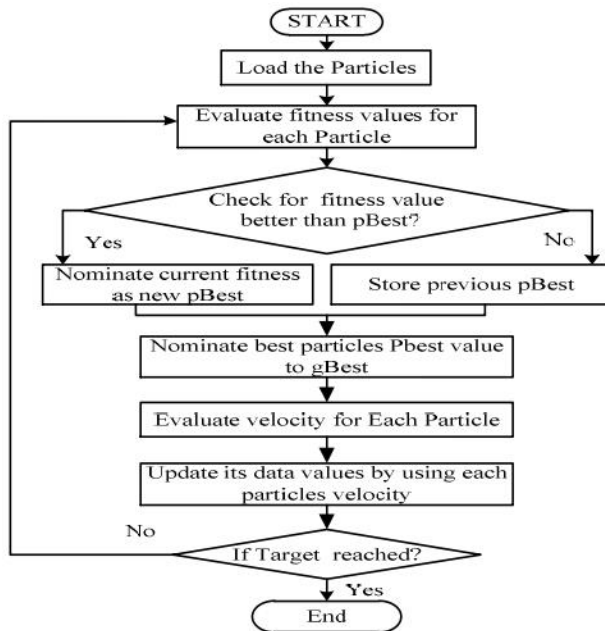 START
Load the Particles
Evaluate fitness values for
each Particle
Check for fitness value
better than pBest?
Yes
No
Nominate current fitness
as new pBest
Store previous pBest
Nominate best particles Pbest value
to gBest
Evaluate velocity for Each Particle
Update its data values by using each
particles velocity
No
If Target reached?
Yes
End